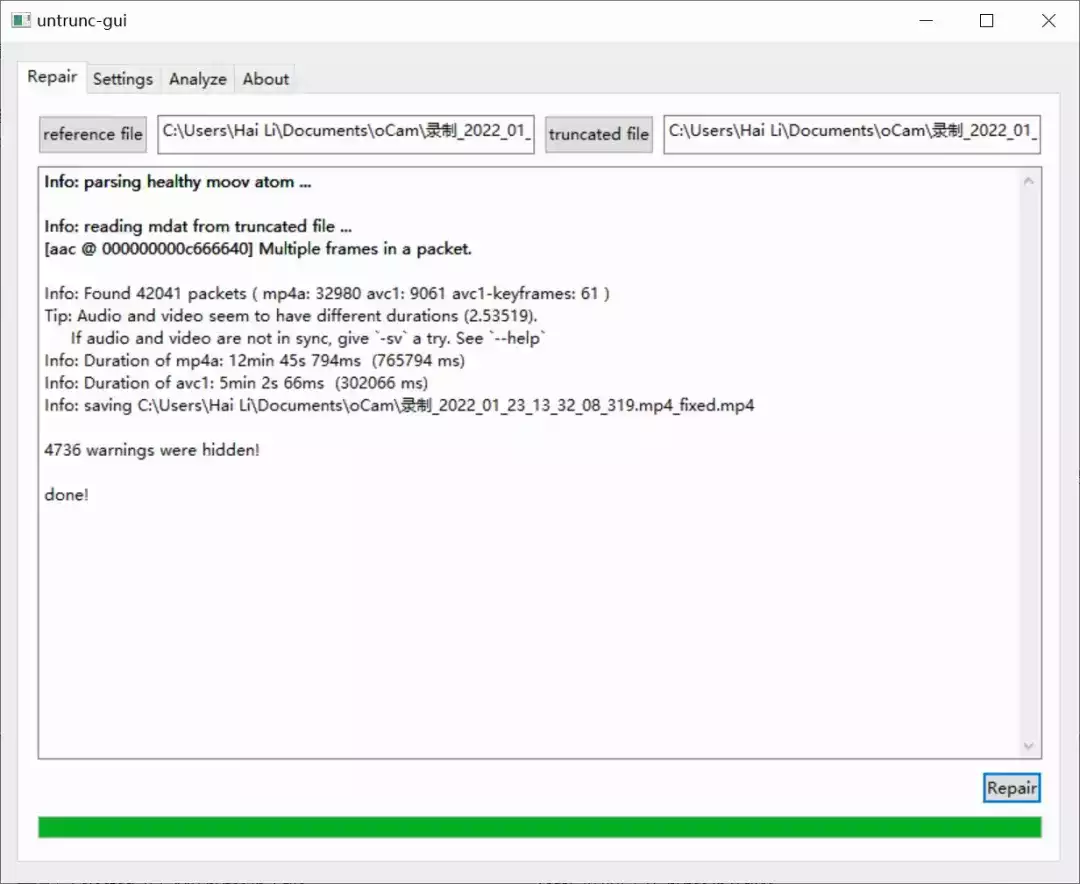 untrunc-gui
Repair Settings Analyze About
reference file C:\Users\Hai Li\Documents\oCam\录制_2022_01_ truncated file C:\Users\Hai Li\Documents\oCam\录制_2022_01_
Info: parsing healthy moov atom ...
Info: reading mdat from truncated file ...
[aac @ 000000000c666640] Multiple frames in a packet.
Info: Found 42041 packets ( mp4a: 32980 avc1: 9061 avc1-keyframes: 61 )
Tip: Audio and video seem to have different durations (2.53519).
If audio and video are not in sync, give `-sv` a try. See `--help`
Info: Duration of mp4a: 12min 45s 794ms  (765794 ms)
Info: Duration of avc1: 5min 2s 66ms  (302066 ms)
Info: saving C:\Users\Hai Li\Documents\oCam\录制_2022_01_23_13_32_08_319.mp4_fixed.mp4
4736 warnings were hidden!
done!
Repair